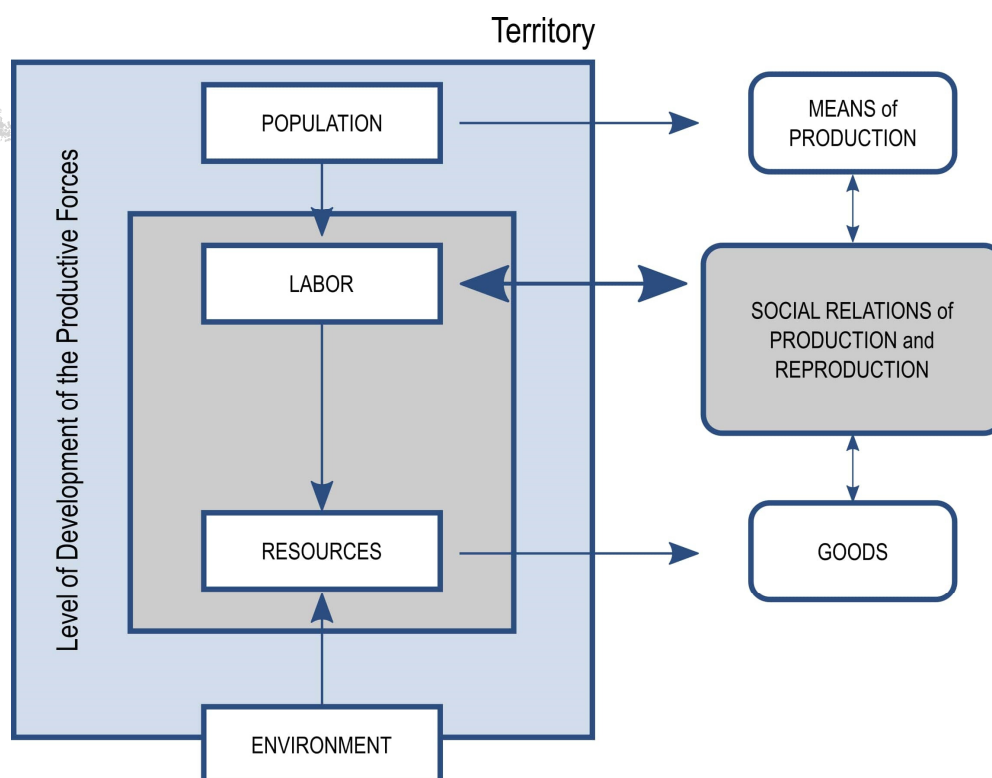 Territory
Level of Development of the Productive Forces
POPULATION
MEANS of
PRODUCTION
LABOR
SOCIAL RELATIONS of
PRODUCTION and
REPRODUCTION
RESOURCES
GOODS
ENVIRONMENT